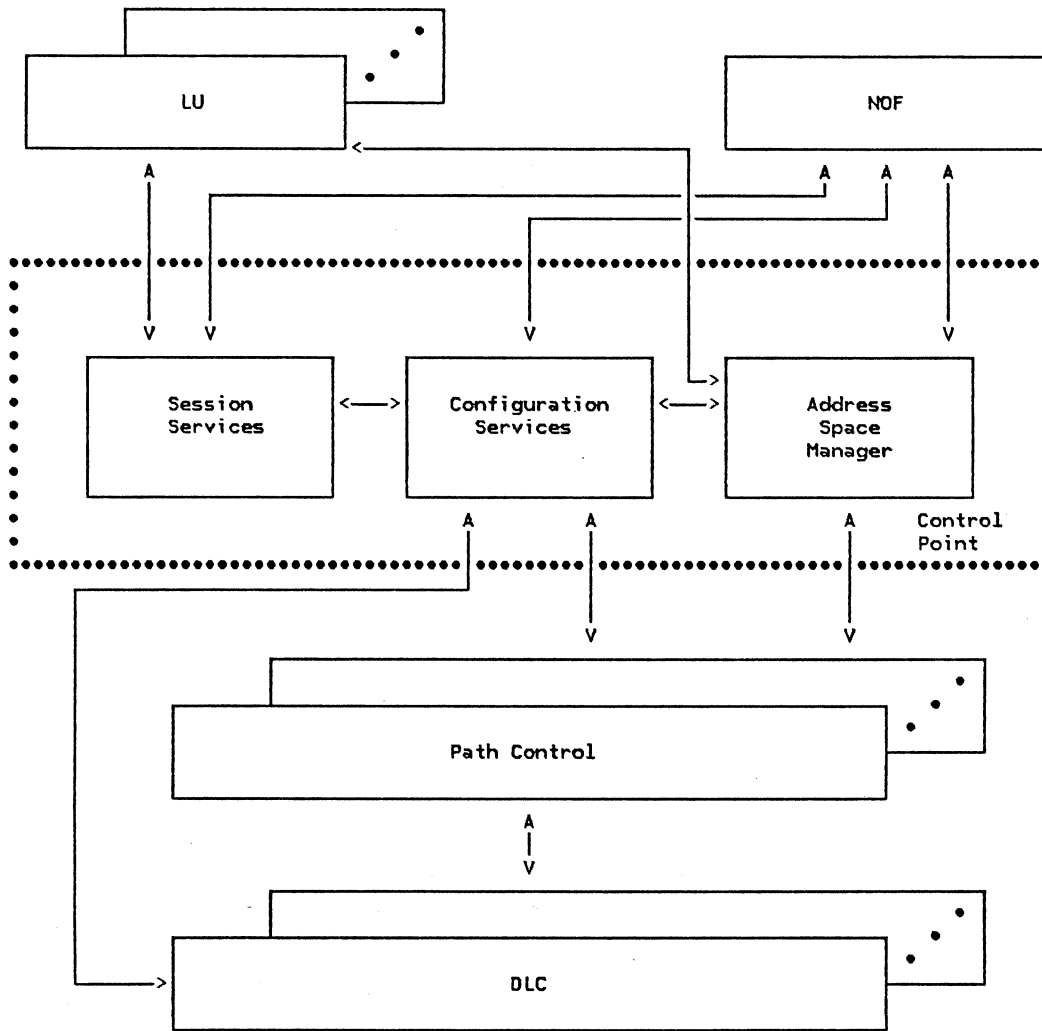 LU
NOF
Session
Services
Configuration
Services
Address
Space
Manager
Control
Point
Path Control
DLC